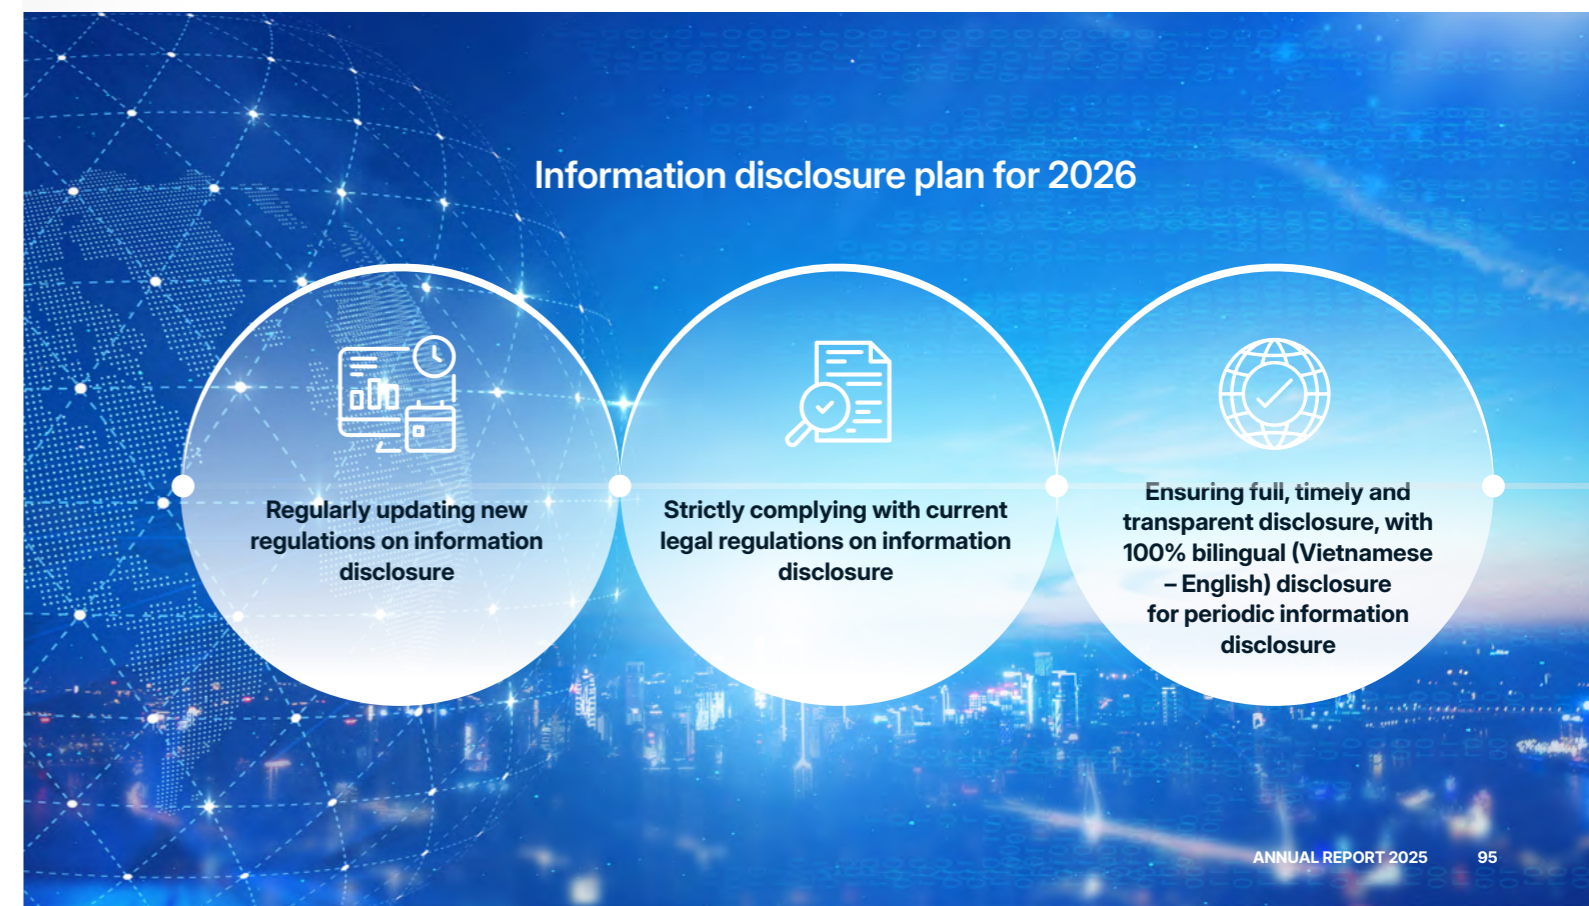 Information disclosure plan for 2026
Regularly updating new
regulations on information
disclosure
Strictly complying with current
legal regulations on information
disclosure
Ensuring full, timely and
transparent disclosure, with
100% bilingual (Vietnamese
– English) disclosure
for periodic information
disclosure
ANNUAL REPORT 2025 95